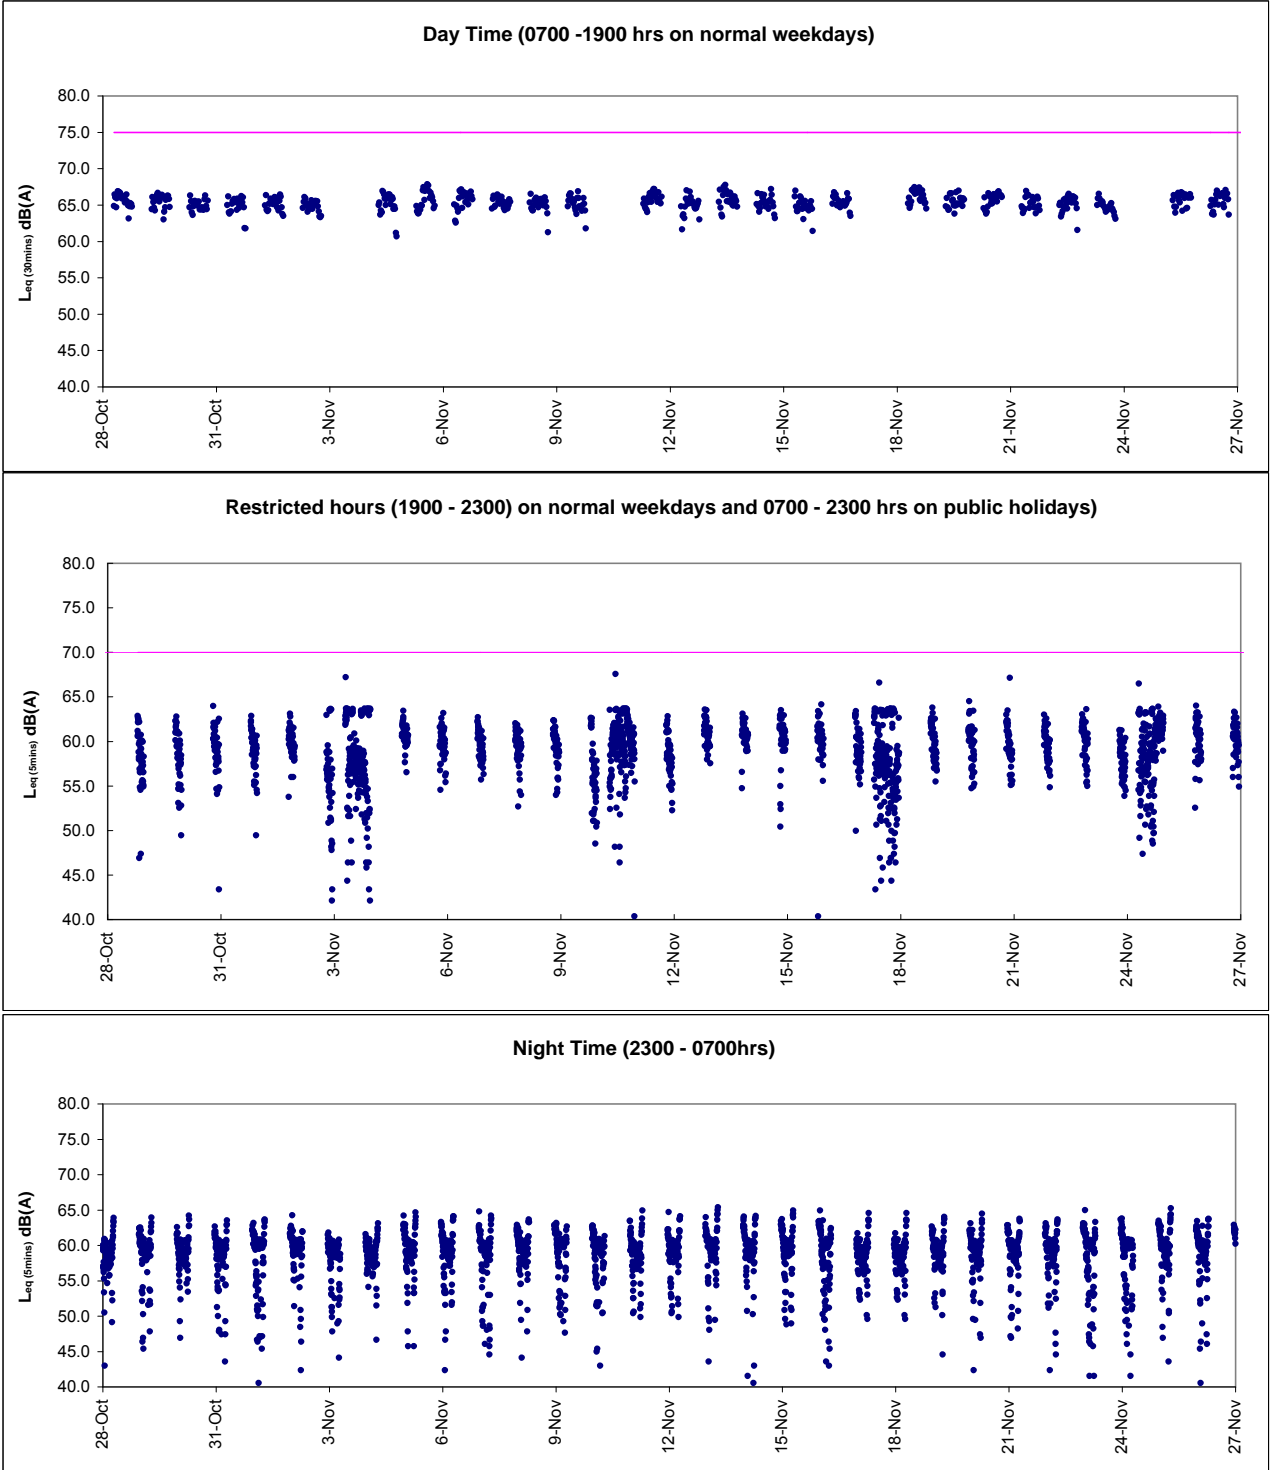 Day Time (0700 -1900 hrs on normal weekdays)
80.0
75.0
70.0
65.0
60.0
55.0
50.0
45.0
40.0
Leq (30mins) dB(A)
28-Oct
31-Oct
3-Nov
6-Nov
9-Nov
12-Nov
15-Nov
18-Nov
21-Nov
24-Nov
27-Nov
Restricted hours (1900 - 2300) on normal weekdays and 0700 - 2300 hrs on public holidays)
80.0
75.0
70.0
65.0
60.0
55.0
50.0
45.0
40.0
Leq (5mins) dB(A)
28-Oct
31-Oct
3-Nov
6-Nov
9-Nov
12-Nov
15-Nov
18-Nov
21-Nov
24-Nov
27-Nov
Night Time (2300 - 0700hrs)
80.0
75.0
70.0
65.0
60.0
55.0
50.0
45.0
40.0
Leq (5mins) dB(A)
28-Oct
31-Oct
3-Nov
6-Nov
9-Nov
12-Nov
15-Nov
18-Nov
21-Nov
24-Nov
27-Nov